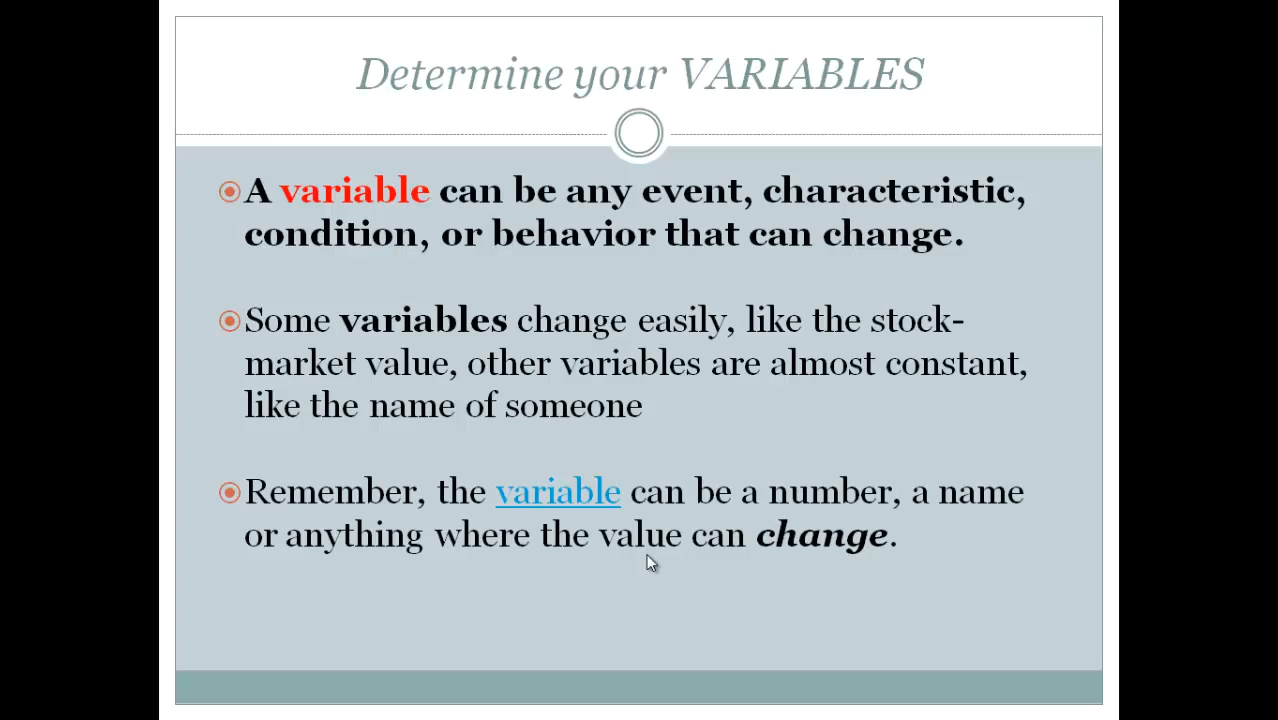 Determine your VARIABLES
A variable can be any event, characteristic,
condition, or behavior that can change.
Some variables change easily, like the stock-
market value, other variables are almost constant,
like the name of someone
Remember, the variable can be a number, a name
or anything where the value can change.